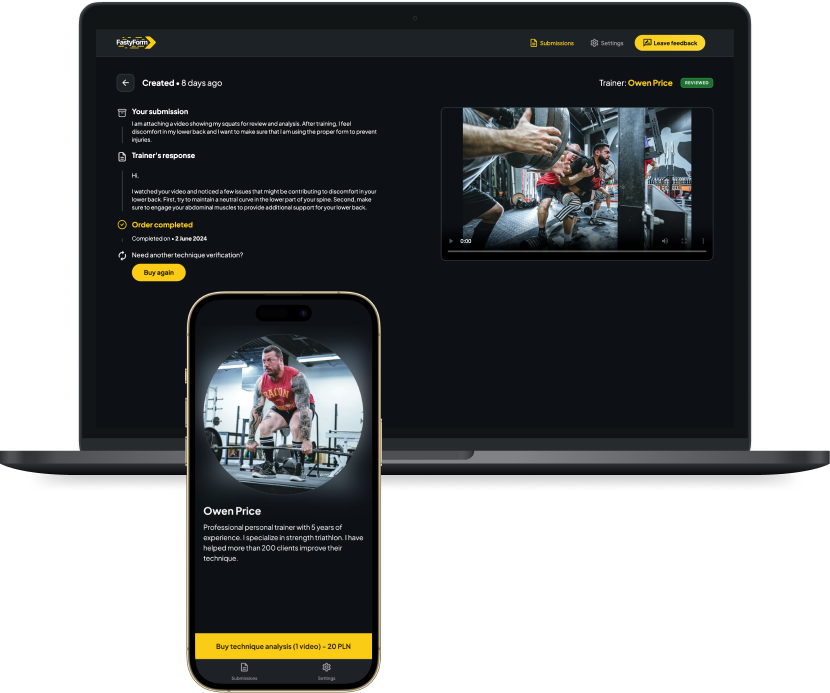 FastyForm
Submissions
Settings
Leave feedback
Created • 8 days ago
Trainer: Owen Price
REVIEWED
Your submission
I am attaching a video showing my squats for review and analysis. After training, I feel
discomfort in my lower back and I want to make sure that I am using the proper form to prevent
injuries.
Trainer's response
Hi,
I watched your video and noticed a few issues that might be contributing to discomfort in your
lower back. First, try to maintain a neutral curve in the lower part of your spine. Second, make
sure to engage your abdominal muscles to provide additional support for your lower back.
Order completed
Completed on • 2 June 2024
Need another technique verification?
Buy again
0:00
BACON
Owen Price
Professional personal trainer with 5 years of
experience. I specialize in strength triathlon. I have
helped more than 200 clients improve their
technique.
Buy technique analysis (1 video) – 20 PLN
Submissions
Settings